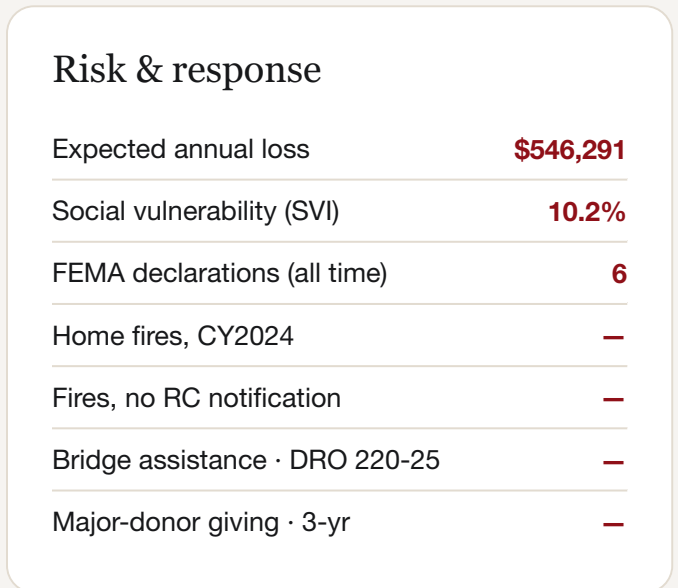 Risk & response
Expected annual loss $546,291
Social vulnerability (SVI) 10.2%
FEMA declarations (all time) 6
Home fires, CY2024 —
Fires, no RC notification —
Bridge assistance · DRO 220-25 —
Major-donor giving · 3-yr —